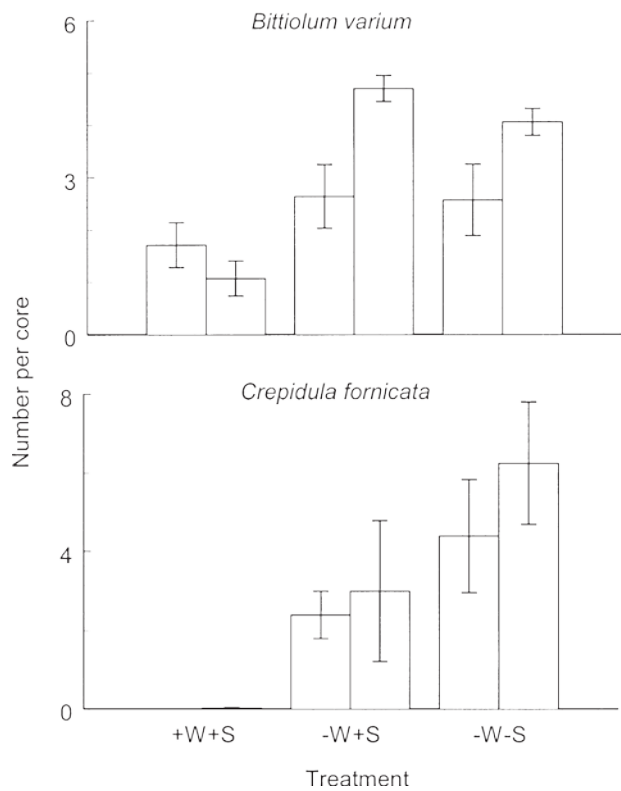 Bittiolum varium
6
3
0
Number per core
Crepidula fornicata
8
4
0
+W+S -W+S -W-S
Treatment